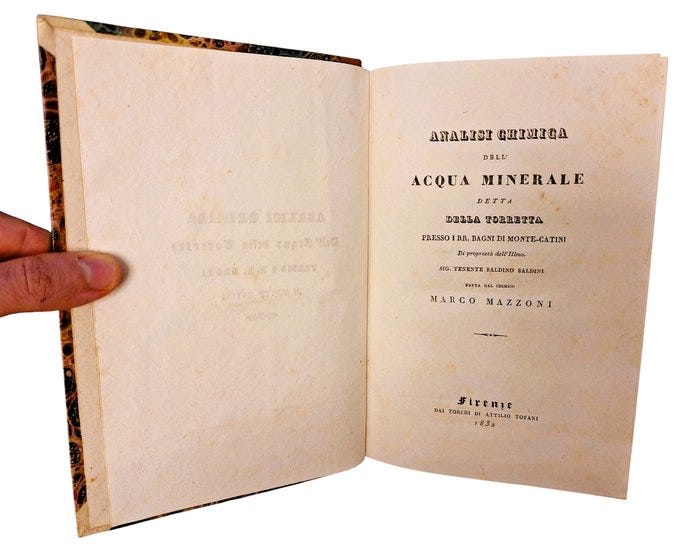 ANALISI CHIMICA
DELL'
ACQUA MINERALE
DETTA
DELLA TORRETTA
PRESSO I RR. BAGNI DI MONTE-CATINI
Di proprietà dell'Illmo.
SIG. TENENTE BALDINO BALDINI
FATTA DAL CHIMICO
MARCO MAZZONI
Firenze
DAI TORCHI DI ATTILIO TOFANI